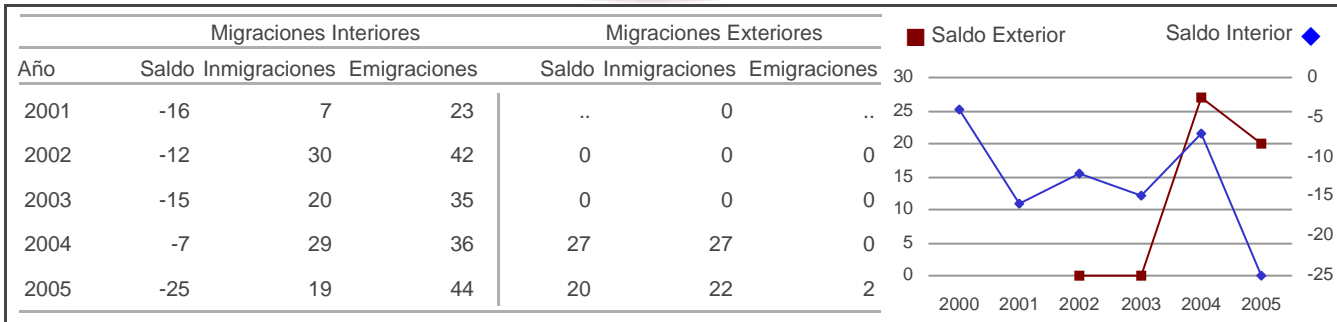 Migraciones Interiores Migraciones Exteriores
Año Saldo Inmigraciones Emigraciones Saldo Inmigraciones Emigraciones
2001 -16 7 23 .. 0 ..
2002 -12 30 42 0 0 0
2003 -15 20 35 0 0 0
2004 -7 29 36 27 27 0
2005 -25 19 44 20 22 2
Saldo Exterior Saldo Interior
30 0
25 -5
20 -10
15 -15
10 -20
5 -25
0
2000 2001 2002 2003 2004 2005